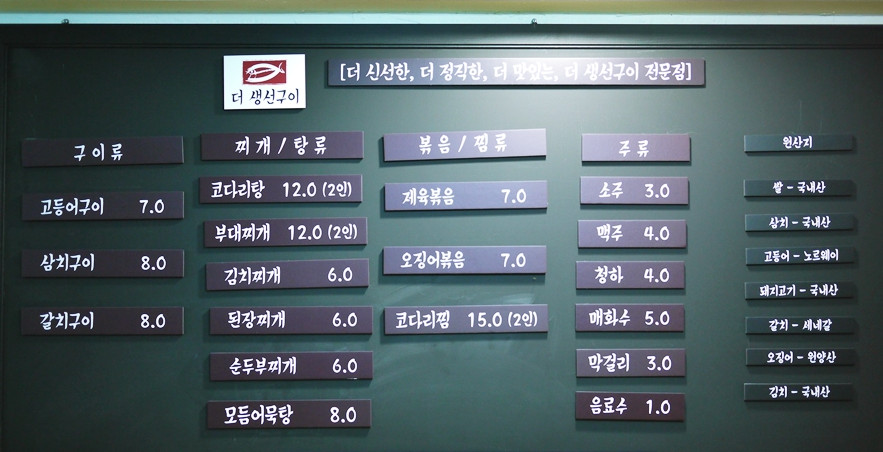 더 생선구이
[더 신선한, 더 정직한, 더 맛있는, 더 생선구이 전문점]
구이류
고등어구이 7.0
삼치구이 8.0
갈치구이 8.0
찌개/탕류
코다리탕 12.0 (2인)
부대찌개 12.0 (2인)
김치찌개 6.0
된장찌개 6.0
순두부찌개 6.0
모듬어묵탕 8.0
볶음/찜류
제육볶음 7.0
오징어볶음 7.0
코다리찜 15.0 (2인)
주류
소주 3.0
맥주 4.0
청하 4.0
매화수 5.0
막걸리 3.0
음료수 1.0
원산지
쌀 - 국내산
삼치 - 국내산
고등어 - 노르웨이
돼지고기 - 국내산
갈치 - 세네갈
오징어 - 원양산
김치 - 국내산